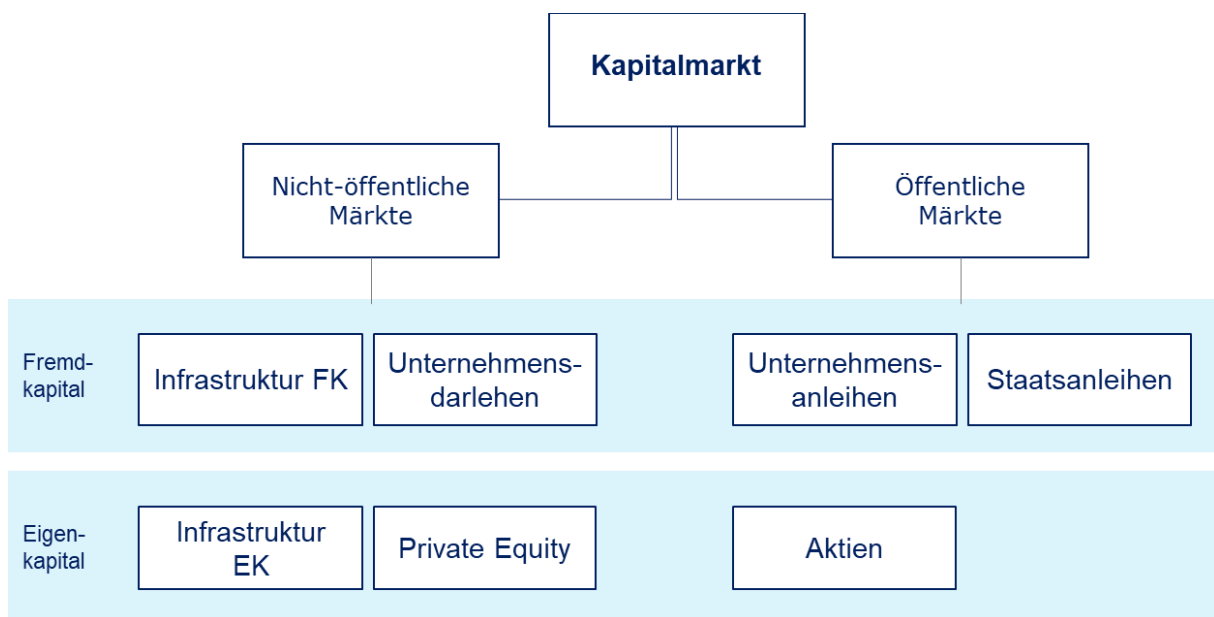 Kapitalmarkt
Nicht-öffentliche
Märkte
Öffentliche
Märkte
Fremd-
kapital
Infrastruktur FK
Unternehmens-
darlehen
Unternehmens-
anleihen
Staatsanleihen
Eigen-
kapital
Infrastruktur
EK
Private Equity
Aktien